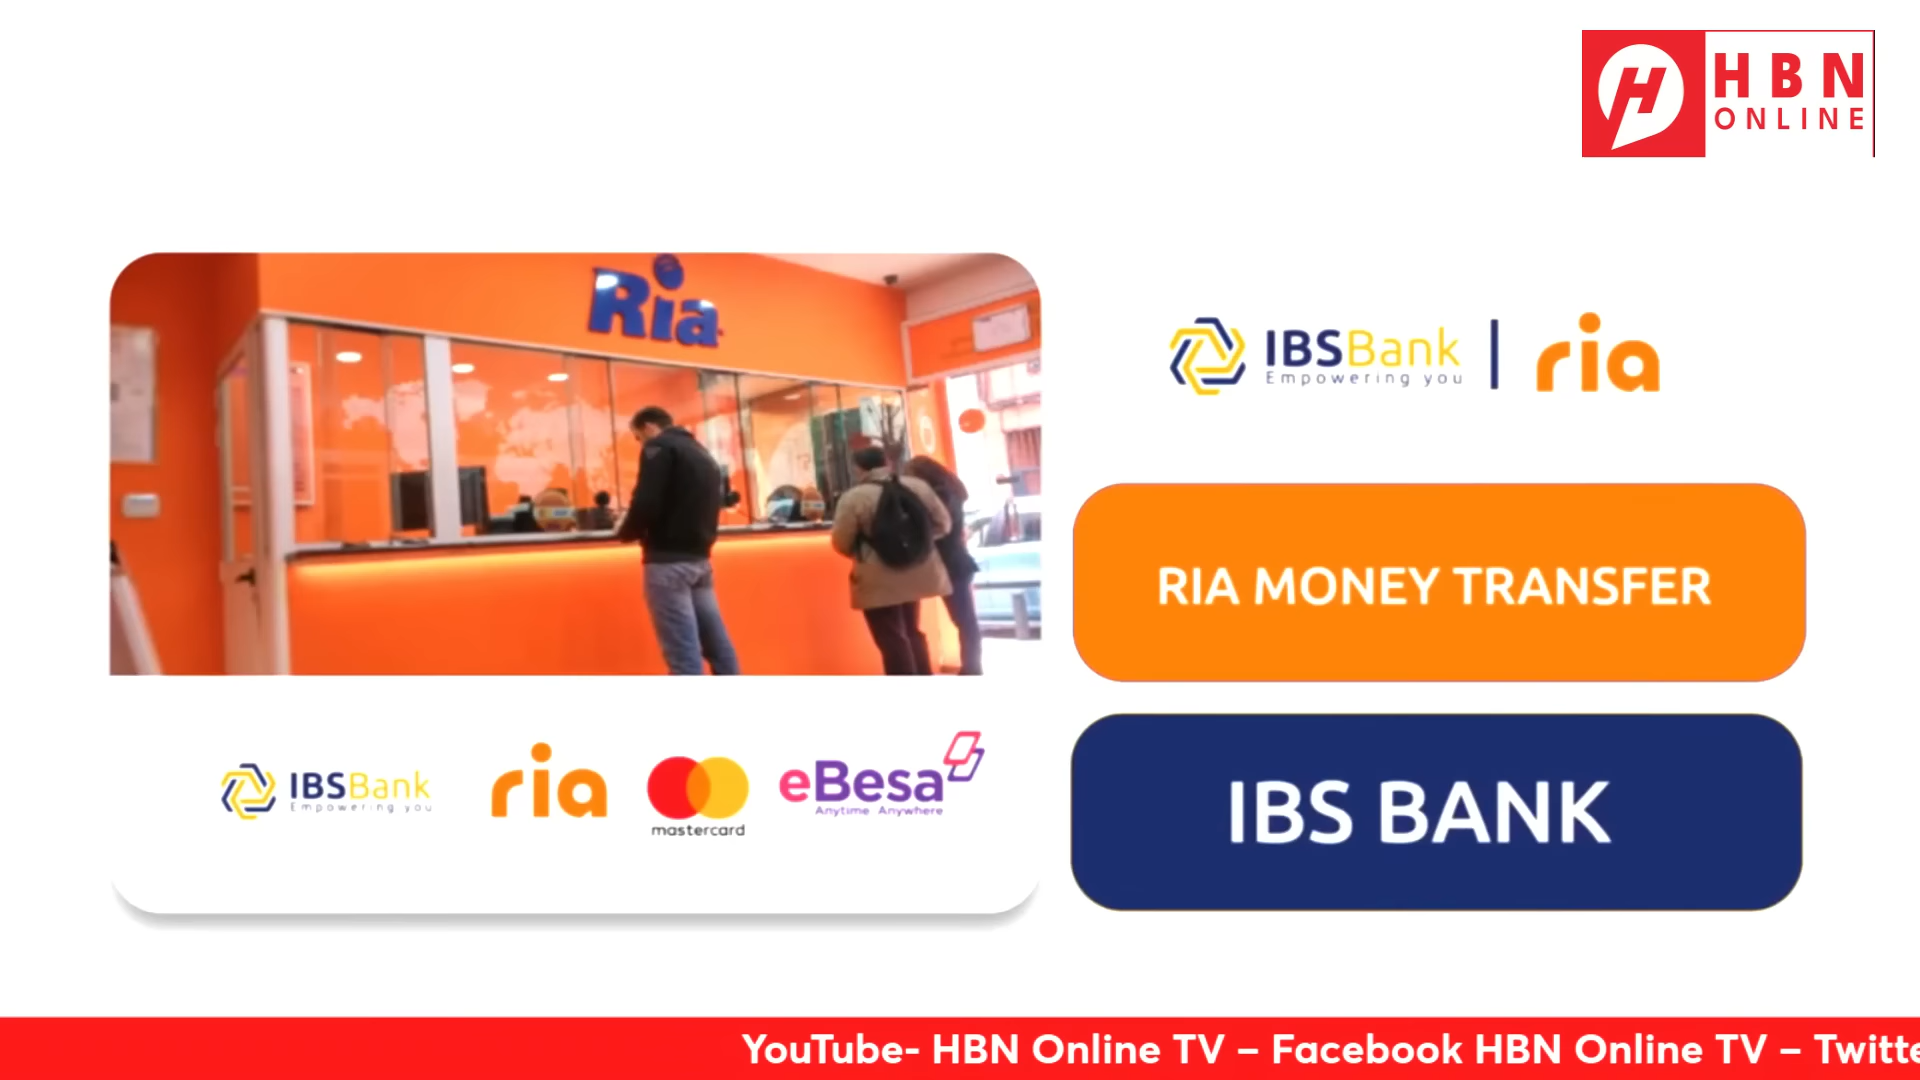 HBN
ONLINE
Ria
IBSBank
Empowering you
ria
RIA MONEY TRANSFER
IBS BANK
IBSBank
Empowering you
ria
mastercard
eBesa
Anytime Anywhere
YouTube- HBN Online TV – Facebook HBN Online TV – Twitte